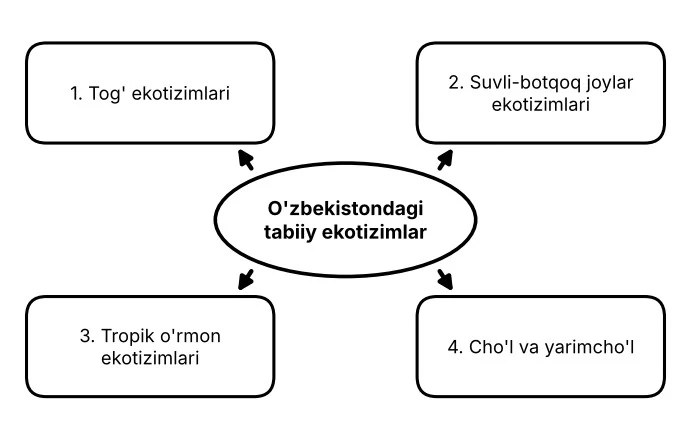 1. Tog' ekotizimlari
2. Suvli-botqoq joylar
ekotizimlari
O'zbekistondagi
tabiiy ekotizimlar
3. Tropik o'rmon
ekotizimlari
4. Cho'l va yarimcho'l